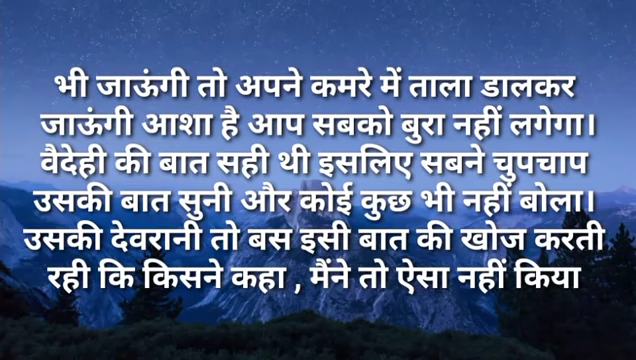 भी जाऊंगी तो अपने कमरे में ताला डालकर
जाऊंगी आशा है आप सबको बुरा नहीं लगेगा।
वैदेही की बात सही थी इसलिए सबने चुपचाप
उसकी बात सुनी और कोई कुछ भी नहीं बोला।
उसकी देवरानी तो बस इसी बात की खोज करती
रही कि किसने कहा , मैंने तो ऐसा नहीं किया